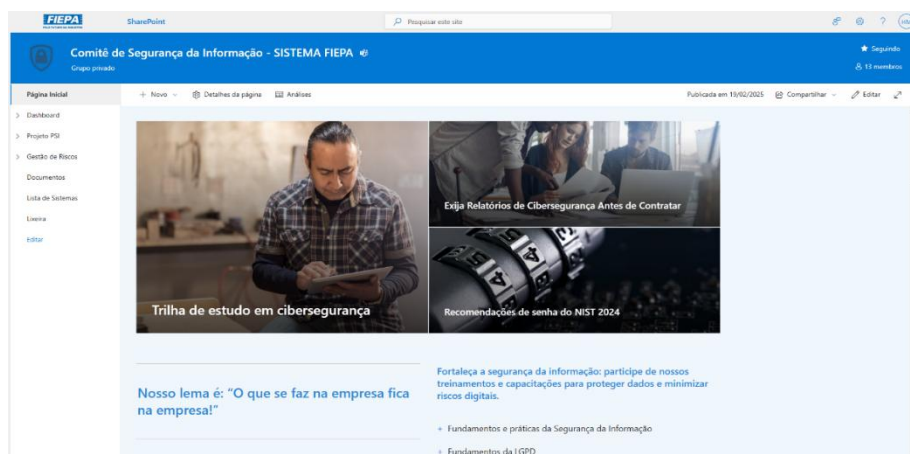 FIEPA
SharePoint
Pesquisar este site
?
Comitê de Segurança da Informação - SISTEMA FIEPA
Grupo privado
★ Seguindo
13 membros
Página Inicial
+ Novo
Detalhes da página
Análises
Publicada em 19/02/2025
Compartilhar
Editar
> Dashboard
> Projeto PSI
> Gestão de Riscos
Documentos
Lista de Sistemas
Lixeira
Editar
Trilha de estudo em cibersegurança
Exija Relatórios de Cibersegurança Antes de Contratar
Recomendações de senha do NIST 2024
Nosso lema é: “O que se faz na empresa fica
na empresa!”
Fortaleça a segurança da informação: participe de nossos
treinamentos e capacitações para proteger dados e minimizar
riscos digitais.
+ Fundamentos e práticas da Segurança da Informação
+ Fundamentos da LGPD